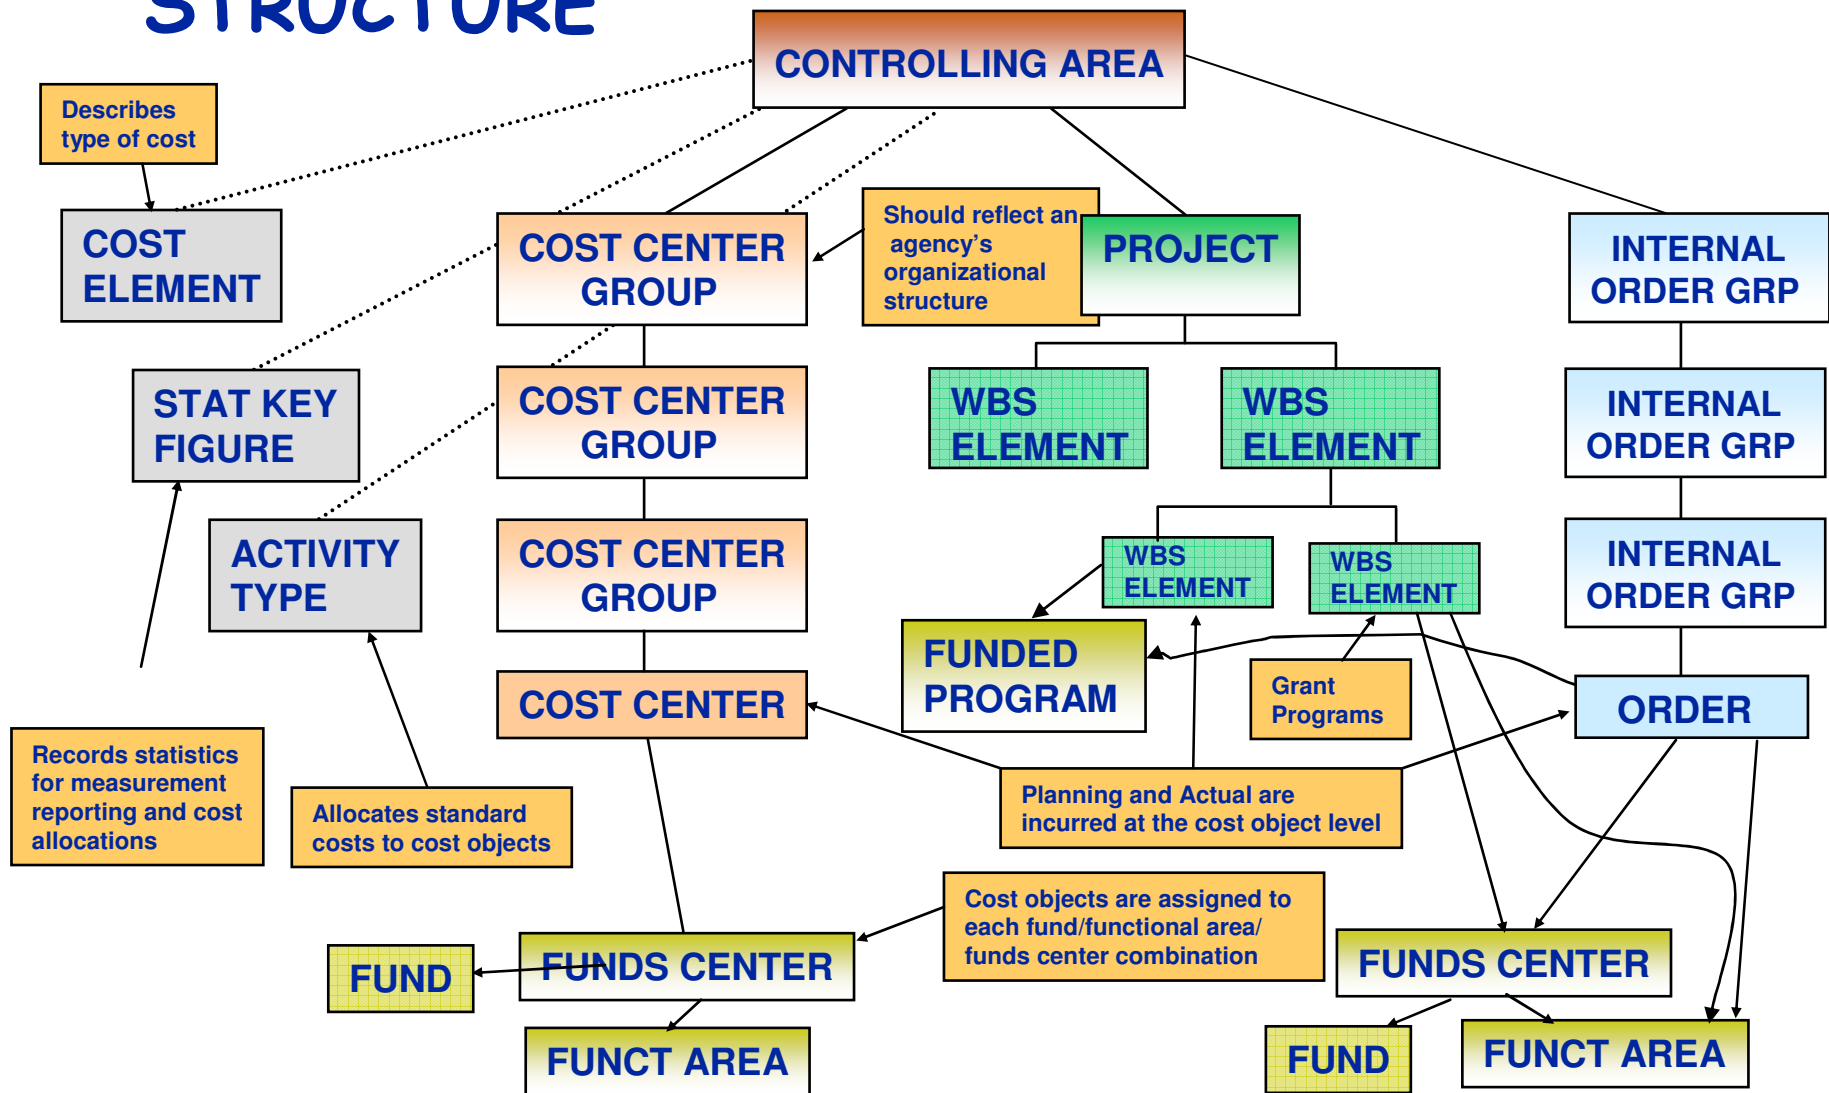 STRUCTURE
CONTROLLING AREA
Describes
type of cost
COST
ELEMENT
COST CENTER
GROUP
Should reflect an
agency’s
organizational
structure
PROJECT
INTERNAL
ORDER GRP
STAT KEY
FIGURE
COST CENTER
GROUP
WBS
ELEMENT
WBS
ELEMENT
INTERNAL
ORDER GRP
ACTIVITY
TYPE
COST CENTER
GROUP
WBS
ELEMENT
WBS
ELEMENT
INTERNAL
ORDER GRP
COST CENTER
FUNDED
PROGRAM
Grant
Programs
ORDER
Records statistics
for measurement
reporting and cost
allocations
Allocates standard
costs to cost objects
Planning and Actual are
incurred at the cost object level
Cost objects are assigned to
each fund/functional area/
funds center combination
FUND
FUNDS CENTER
FUNCT AREA
FUNDS CENTER
FUND
FUNCT AREA